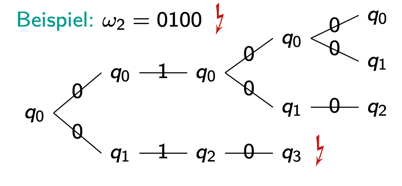 Beispiel: ω₂ = 0100
q₀
0
q₀
0
q₀ 1 q₀
0
q₀
0
q₁
q₀
0
0
q₁ 0 q₂
q₁ 1 q₂ 0 q₃